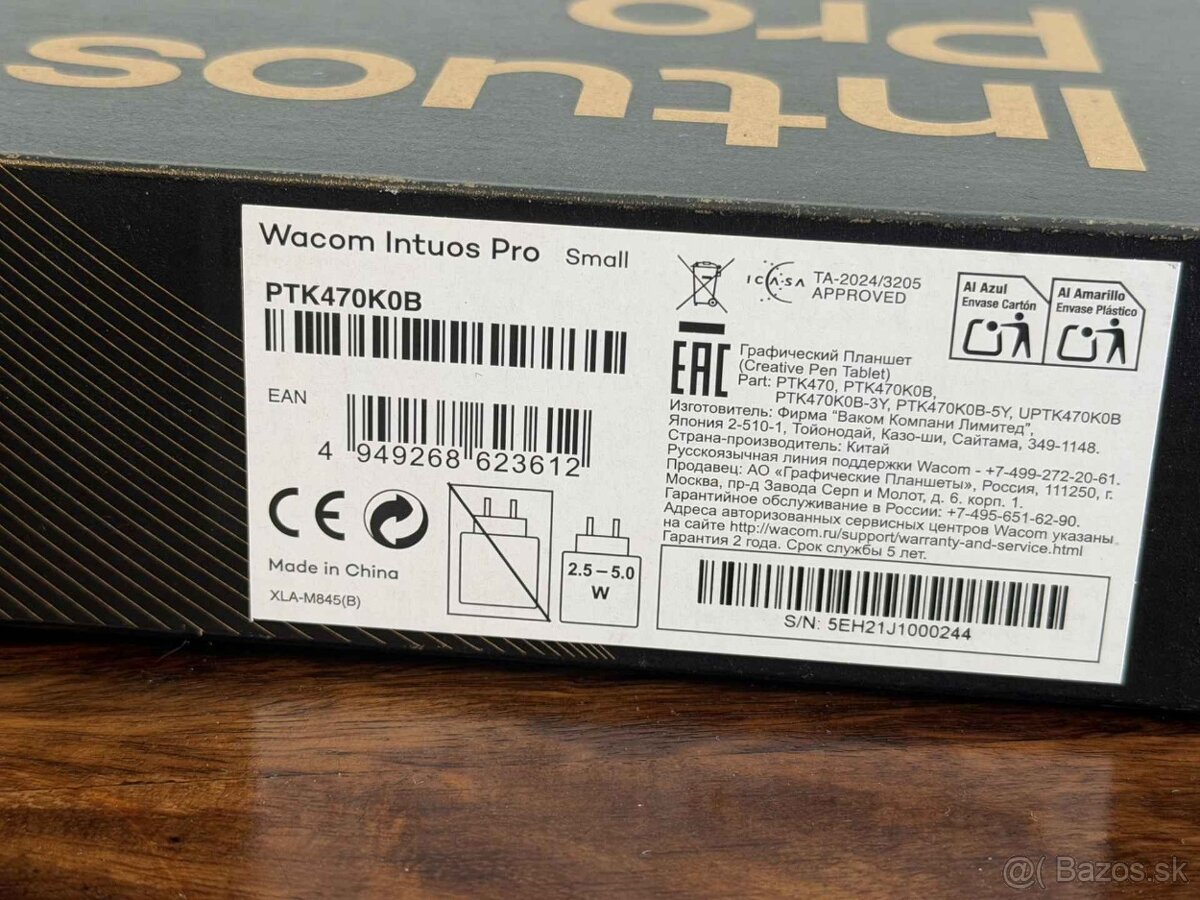 Intuos
pro
Wacom Intuos Pro Small
PTK470K0B
EAN
4 949268 623612
CE
Made in China
XLA-M845(B)
2.5 – 5.0
W
ICASA TA-2024/3205
APPROVED
Al Azul
Envase Cartón
Al Amarillo
Envase Plástico
EAC
Графический Планшет
(Creative Pen Tablet)
Part: PTK470, PTK470K0B,
PTK470K0B-3Y, PTK470K0B-5Y, UPTK470K0B
Изготовитель: Фирма "Ваком Компани Лимитед",
Япония 2-510-1, Тойонодай, Казо-ши, Сайтама, 349-1148.
Страна-производитель: Китай
Русскоязычная линия поддержки Wacom - +7-499-272-20-61.
Продавец: АО «Графические Планшеты», Россия, 111250, г.
Москва, пр-д Завода Серп и Молот, д. 6. корп. 1.
Гарантийное обслуживание в России: +7-495-651-62-90.
Адреса авторизованных сервисных центров Wacom указаны
на сайте http://wacom.ru/support/warranty-and-service.html
Гарантия 2 года. Срок службы 5 лет.
S/N: 5EH21J1000244
@( Bazos.sk